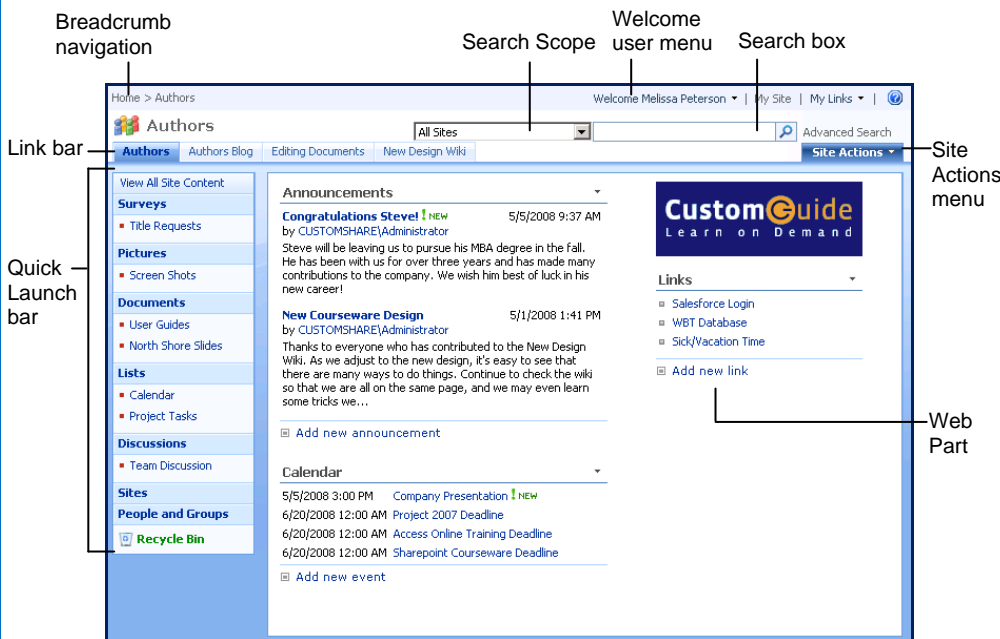 Breadcrumb
navigation
Search Scope
Welcome
user menu
Search box
Home > Authors
Welcome Melissa Peterson | My Site | My Links |
Authors
All Sites
Advanced Search
Link bar
Authors Authors Blog Editing Documents New Design Wiki
Site Actions
Site
Actions
menu
Quick
Launch
bar
View All Site Content
Surveys
Title Requests
Pictures
Screen Shots
Documents
User Guides
North Shore Slides
Lists
Calendar
Project Tasks
Discussions
Team Discussion
Sites
People and Groups
Recycle Bin
Announcements
Congratulations Steve! ! NEW 5/5/2008 9:37 AM
by CUSTOMSHARE\Administrator
Steve will be leaving us to pursue his MBA degree in the fall.
He has been with us for over three years and has made many
contributions to the company. We wish him best of luck in his
new career!
New Courseware Design 5/1/2008 1:41 PM
by CUSTOMSHARE\Administrator
Thanks to everyone who has contributed to the New Design
Wiki. As we adjust to the new design, it's easy to see that
there are many ways to do things. Continue to check the wiki
so that we are all on the same page, and we may even learn
some tricks we...
Add new announcement
Calendar
5/5/2008 3:00 PM Company Presentation ! NEW
6/20/2008 12:00 AM Project 2007 Deadline
6/20/2008 12:00 AM Access Online Training Deadline
6/20/2008 12:00 AM Sharepoint Courseware Deadline
Add new event
CustomGuide
Learn on Demand
Links
Salesforce Login
WBT Database
Sick/Vacation Time
Add new link
Web
Part